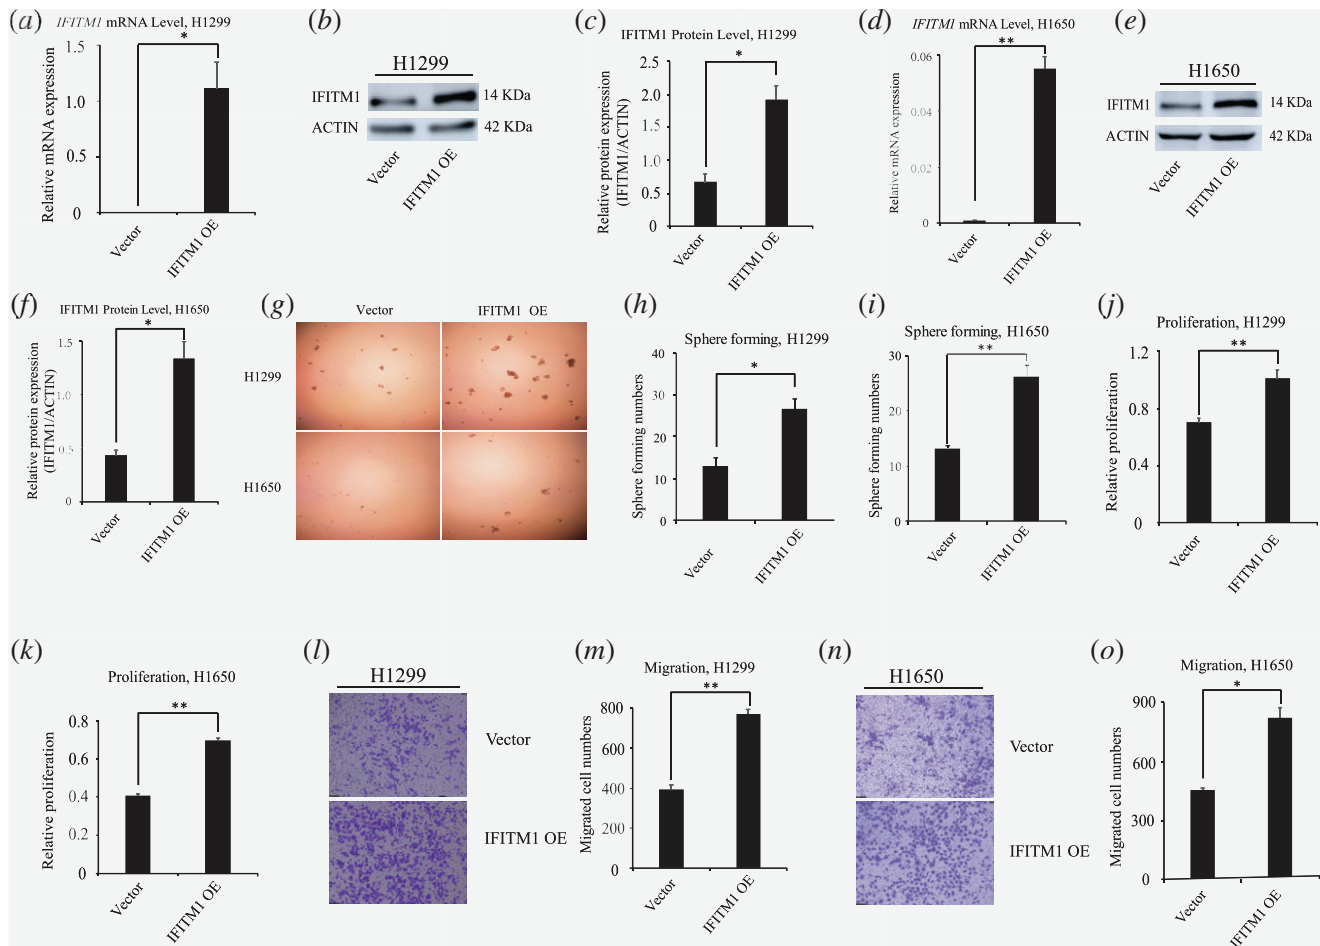 (a)
IFITM1 mRNA Level, H1299
*
Relative mRNA expression
1.5
1.0
1.0
0
Vector
IFITM1 OE
(b)
H1299
IFITM1
14 KDa
ACTIN
42 KDa
Vector
IFITM1 OE
(c)
IFITM1 Protein Level, H1299
*
Relative protein expression
(IFITM1/ACTIN)
2.5
2.0
1.5
1.0
0.5
0
Vector
IFITM1 OE
(d)
IFITM1 mRNA Level, H1650
**
Relative mRNA expression
0.06
0.04
0.02
0
Vector
IFITM1 OE
(e)
H1650
IFITM1
14 KDa
ACTIN
42 KDa
Vector
IFITM1 OE
(f)
IFITM1 Protein Level, H1650
*
Relative protein expression
(IFITM1/ACTIN)
1.5
1.0
0.5
0
Vector
IFITM1 OE
(g)
Vector
IFITM1 OE
H1299
H1650
(h)
Sphere forming, H1299
*
Sphere forming numbers
40
30
20
10
0
Vector
IFITM1 OE
(i)
Sphere forming, H1650
**
Sphere forming numbers
30
20
10
0
Vector
IFITM1 OE
(j)
Proliferation, H1299
**
Relative proliferation
1.2
0.8
0.4
0
Vector
IFITM1 OE
(k)
Proliferation, H1650
**
Relative proliferation
0.8
0.6
0.4
0.2
0
Vector
IFITM1 OE
(l)
H1299
Vector
IFITM1 OE
(m)
Migration, H1299
**
Migrated cell numbers
800
600
400
200
0
Vector
IFITM1 OE
(n)
H1650
Vector
IFITM1 OE
(o)
Migration, H1650
*
Migrated cell numbers
900
600
300
0
Vector
IFITM1 OE